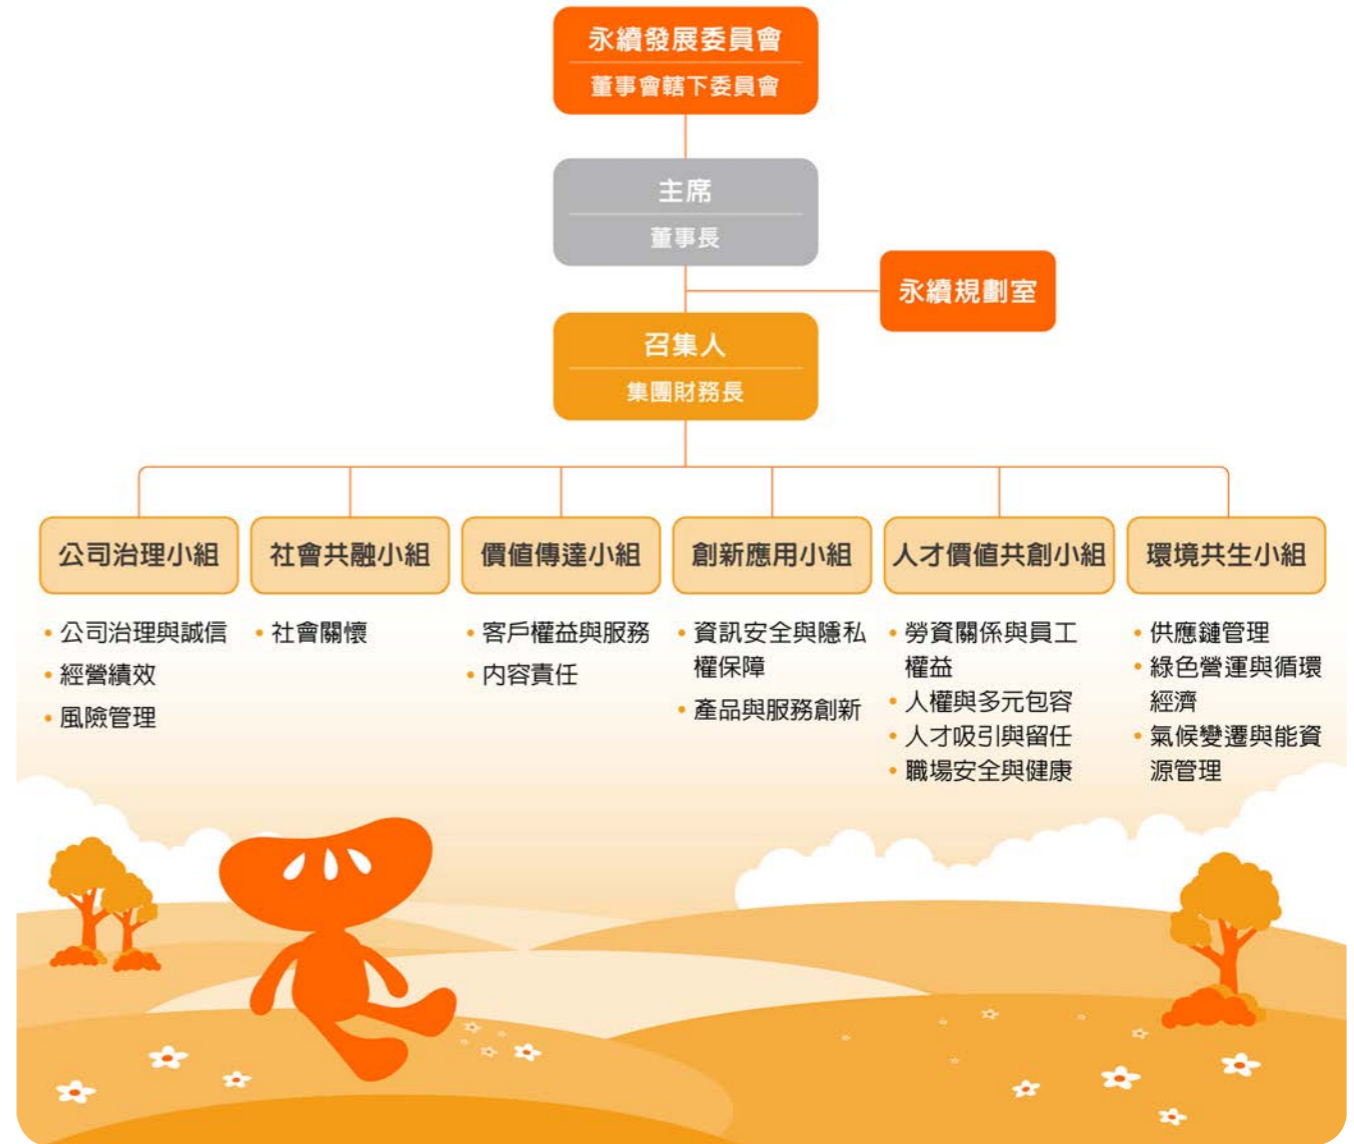 永續發展委員會
董事會轄下委員會
主席
董事長
永續規劃室
召集人
集團財務長
公司治理小組
• 公司治理與誠信
• 經營績效
• 風險管理
社會共融小組
• 社會關懷
價值傳達小組
• 客戶權益與服務
• 內容責任
創新應用小組
• 資訊安全與隱私
權保障
• 產品與服務創新
人才價值共創小組
• 勞資關係與員工
權益
• 人權與多元包容
• 人才吸引與留任
• 職場安全與健康
環境共生小組
• 供應鏈管理
• 綠色營運與循環
經濟
• 氣候變遷與能資
源管理